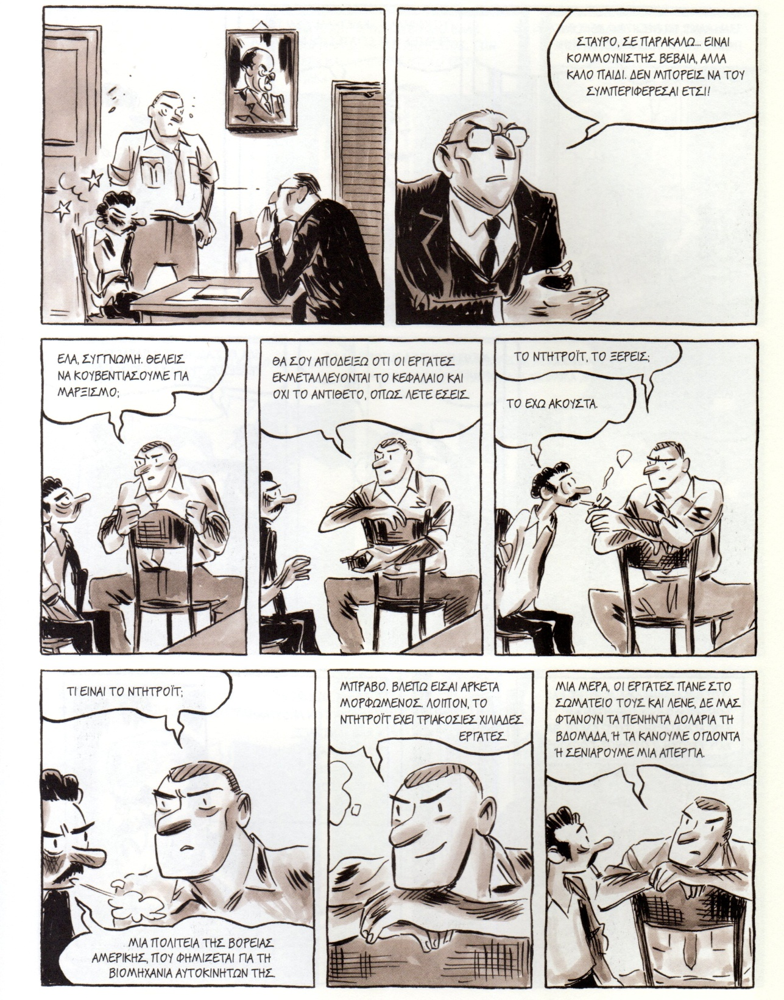 ΣΤΑΥΡΟ, ΣΕ ΠΑΡΑΚΑΛΩ... ΕΙΝΑΙ
ΚΟΜΜΟΥΝΙΣΤΗΣ ΒΕΒΑΙΑ, ΑΛΛΑ
ΚΑΛΟ ΠΑΙΔΙ. ΔΕΝ ΜΠΟΡΕΙΣ ΝΑ ΤΟΥ
ΣΥΜΠΕΡΙΦΕΡΕΣΑΙ ΕΤΣΙ!
ΕΛΑ, ΣΥΓΓΝΩΜΗ. ΘΕΛΕΙΣ
ΝΑ ΚΟΥΒΕΝΤΙΑΣΟΥΜΕ ΓΙΑ
ΜΑΡΞΙΣΜΟ;
ΘΑ ΣΟΥ ΑΠΟΔΕΙΞΩ ΟΤΙ ΟΙ ΕΡΓΑΤΕΣ
ΕΚΜΕΤΑΛΛΕΥΟΝΤΑΙ ΤΟ ΚΕΦΑΛΑΙΟ ΚΑΙ
ΟΧΙ ΤΟ ΑΝΤΙΘΕΤΟ, ΟΠΩΣ ΛΕΤΕ ΕΣΕΙΣ.
ΤΟ ΝΤΗΤΡΟΪΤ, ΤΟ ΞΕΡΕΙΣ;
ΤΟ ΕΧΩ ΑΚΟΥΣΤΑ.
ΤΙ ΕΙΝΑΙ ΤΟ ΝΤΗΤΡΟΪΤ;
ΜΙΑ ΠΟΛΙΤΕΙΑ ΤΗΣ ΒΟΡΕΙΑΣ
ΑΜΕΡΙΚΗΣ, ΠΟΥ ΦΗΜΙΖΕΤΑΙ ΓΙΑ ΤΗ
ΒΙΟΜΗΧΑΝΙΑ ΑΥΤΟΚΙΝΗΤΩΝ ΤΗΣ.
ΜΠΡΑΒΟ. ΒΛΕΠΩ ΕΙΣΑΙ ΑΡΚΕΤΑ
ΜΟΡΦΩΜΕΝΟΣ. ΛΟΙΠΟΝ, ΤΟ
ΝΤΗΤΡΟΪΤ ΕΧΕΙ ΤΡΙΑΚΟΣΙΕΣ ΧΙΛΙΑΔΕΣ
ΕΡΓΑΤΕΣ.
ΜΙΑ ΜΕΡΑ, ΟΙ ΕΡΓΑΤΕΣ ΠΑΝΕ ΣΤΟ
ΣΩΜΑΤΕΙΟ ΤΟΥΣ ΚΑΙ ΛΕΝΕ, ΔΕ ΜΑΣ
ΦΤΑΝΟΥΝ ΤΑ ΠΕΝΗΝΤΑ ΔΟΛΑΡΙΑ ΤΗ
ΒΔΟΜΑΔΑ, Ή ΤΑ ΚΑΝΟΥΜΕ ΟΓΔΟΝΤΑ
Ή ΣΕΝΙΑΡΟΥΜΕ ΜΙΑ ΑΠΕΡΓΙΑ.